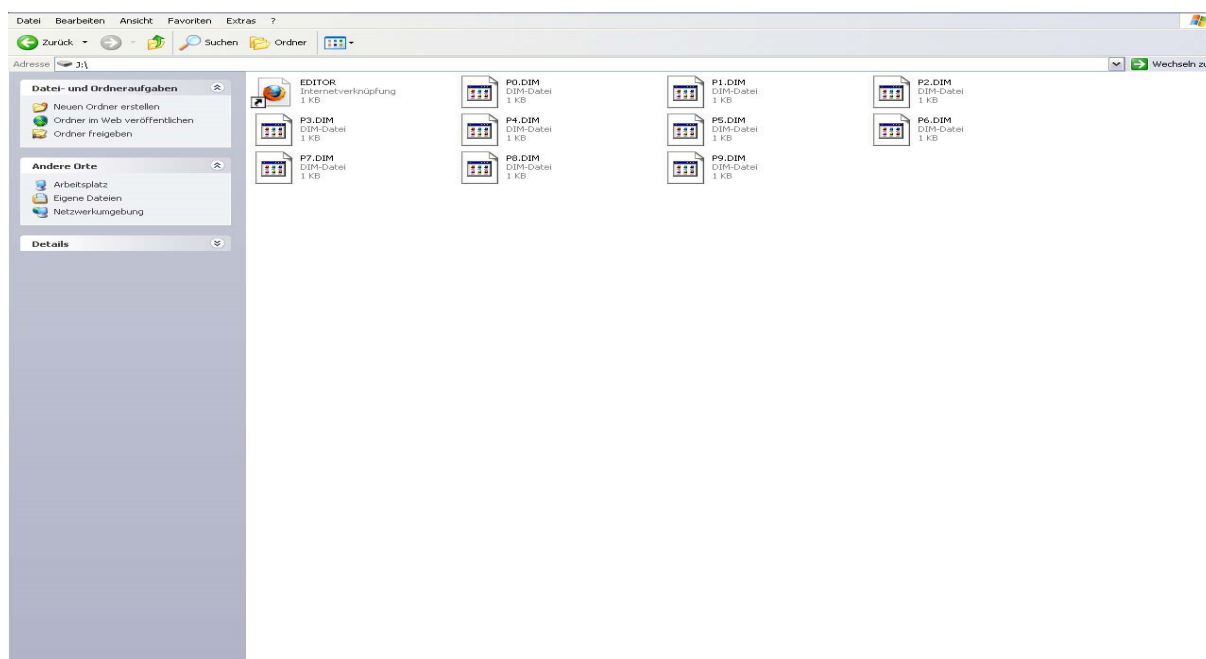 Datei Bearbeiten Ansicht Favoriten Extras ?
Zurück Suchen Ordner
Adresse J:\ Wechseln zu
Datei- und Ordneraufgaben
Neuen Ordner erstellen
Ordner im Web veröffentlichen
Ordner freigeben
Andere Orte
Arbeitsplatz
Eigene Dateien
Netzwerkumgebung
Details
EDITOR
Internetverknüpfung
1 KB
P0.DIM
DIM-Datei
1 KB
P1.DIM
DIM-Datei
1 KB
P2.DIM
DIM-Datei
1 KB
P3.DIM
DIM-Datei
1 KB
P4.DIM
DIM-Datei
1 KB
P5.DIM
DIM-Datei
1 KB
P6.DIM
DIM-Datei
1 KB
P7.DIM
DIM-Datei
1 KB
P8.DIM
DIM-Datei
1 KB
P9.DIM
DIM-Datei
1 KB